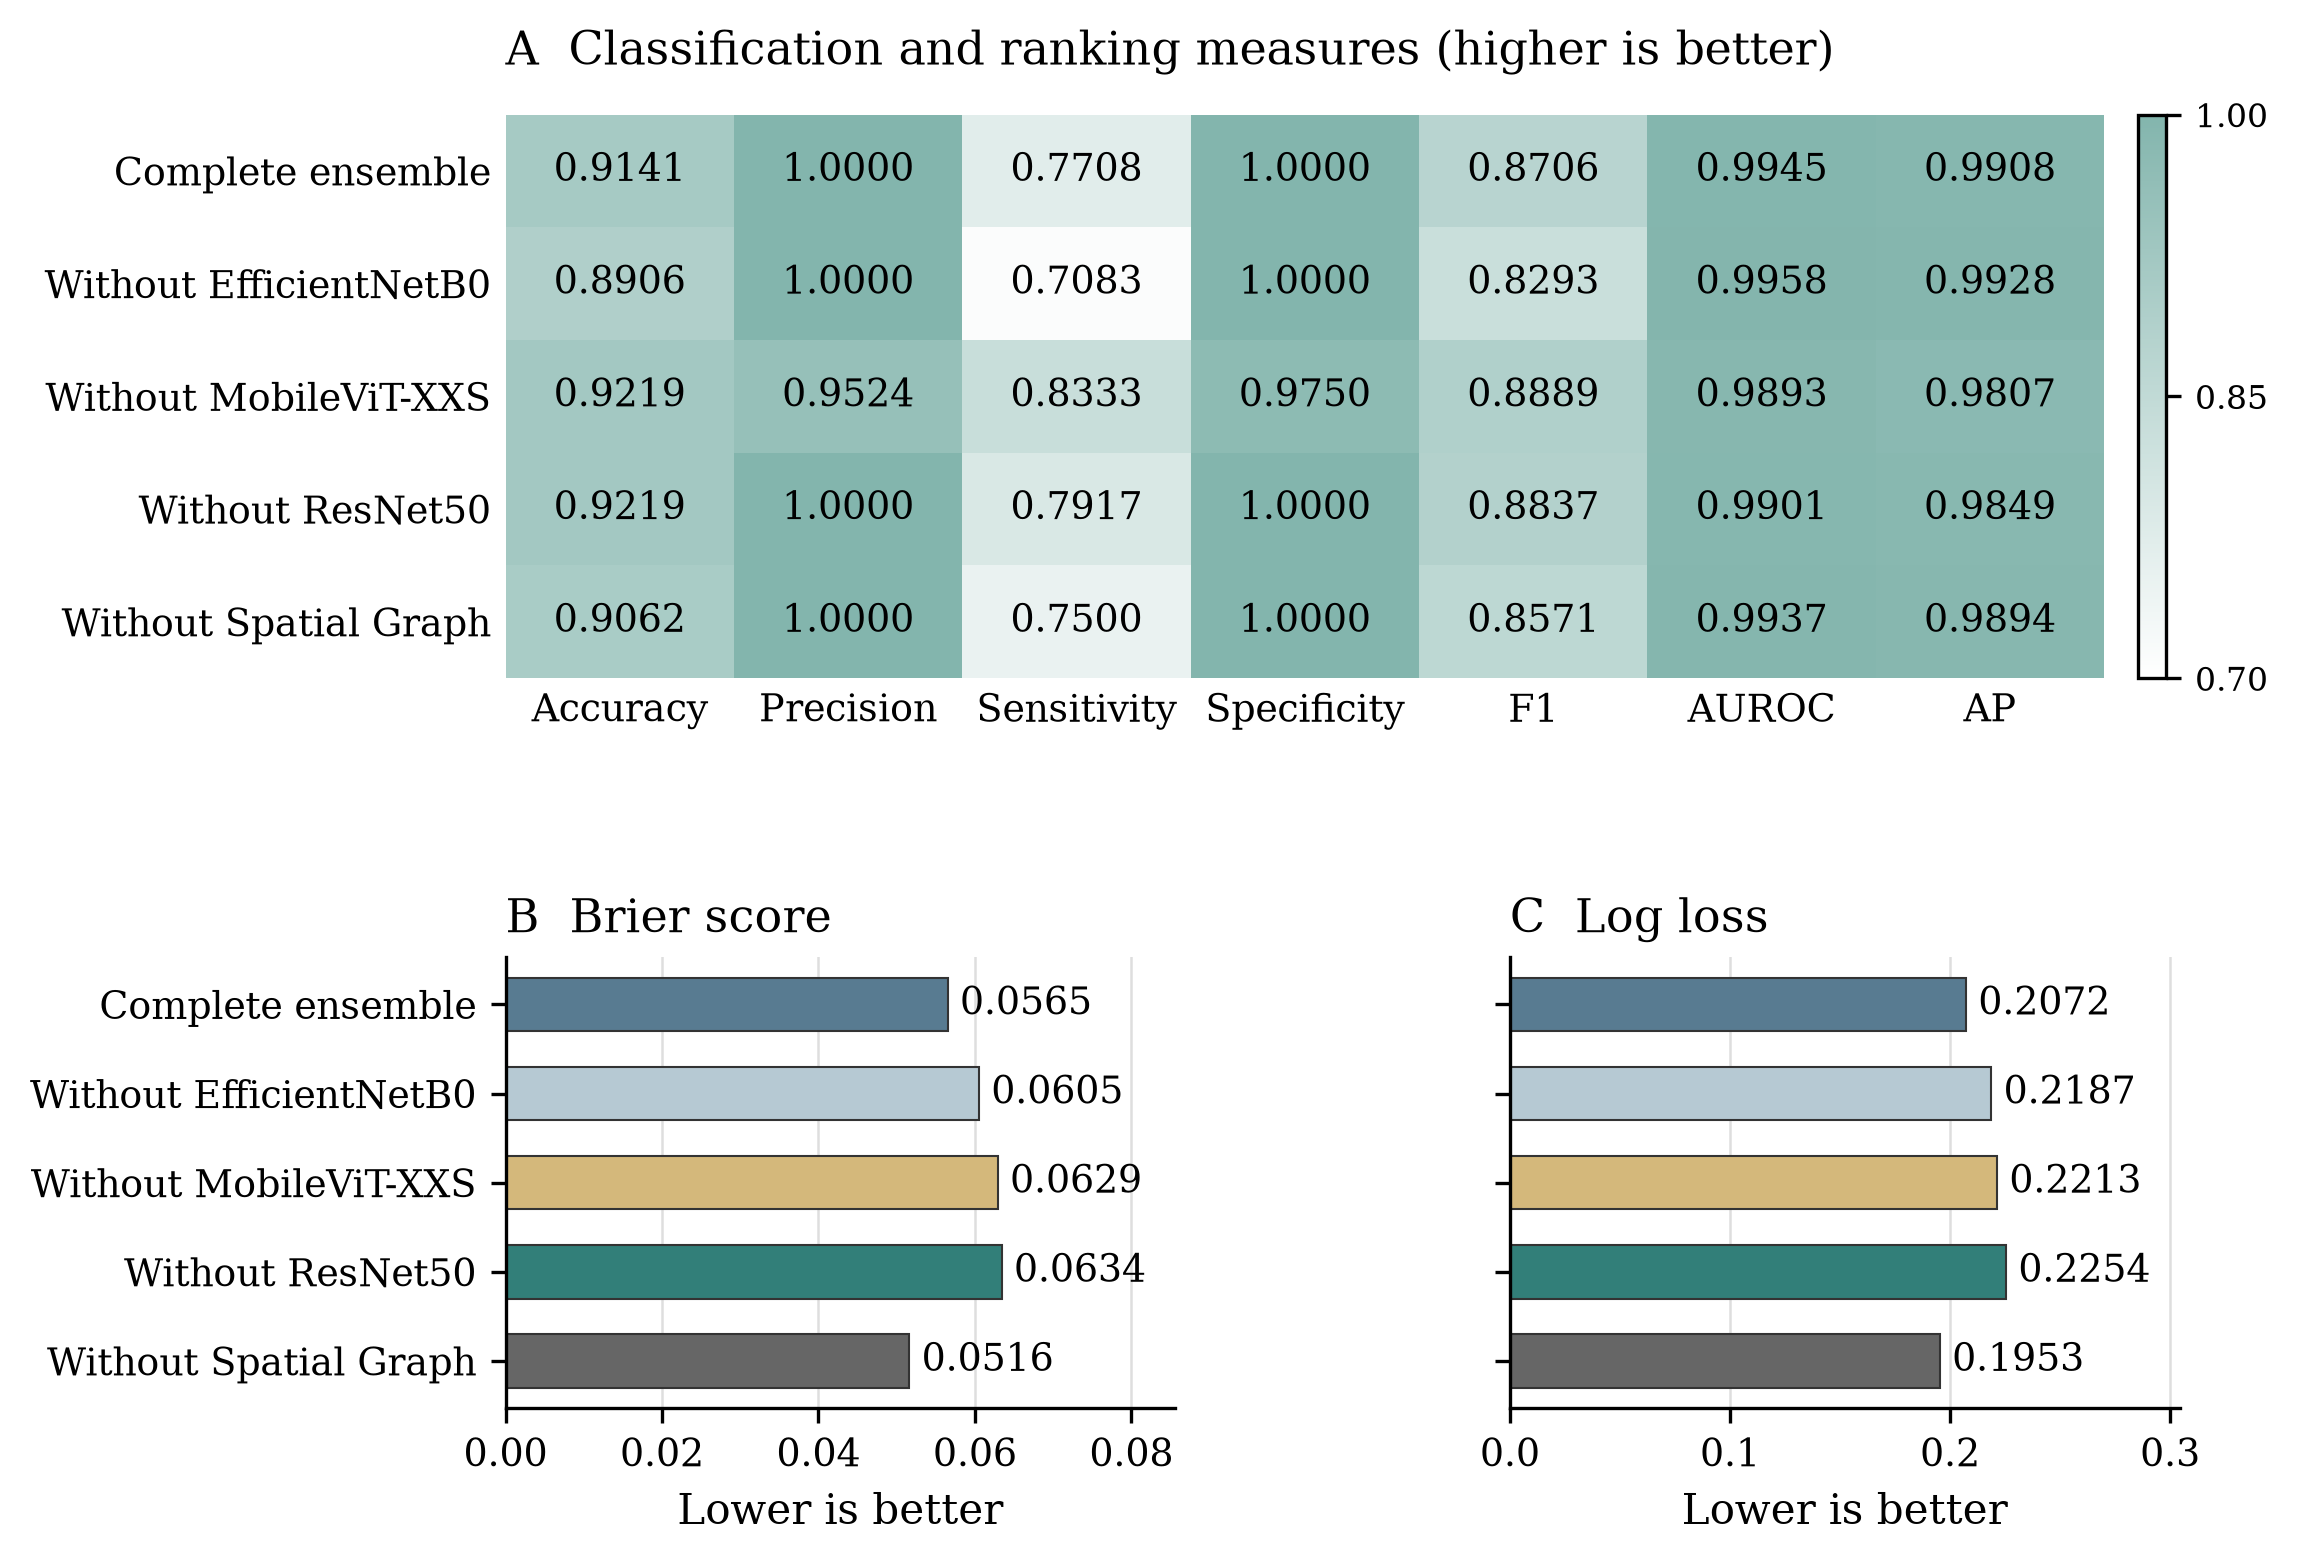 A  Classification and ranking measures (higher is better)
Complete ensemble 0.9141 1.0000 0.7708 1.0000 0.8706 0.9945 0.9908
Without EfficientNetB0 0.8906 1.0000 0.7083 1.0000 0.8293 0.9958 0.9928
Without MobileViT-XXS 0.9219 0.9524 0.8333 0.9750 0.8889 0.9893 0.9807
Without ResNet50 0.9219 1.0000 0.7917 1.0000 0.8837 0.9901 0.9849
Without Spatial Graph 0.9062 1.0000 0.7500 1.0000 0.8571 0.9937 0.9894
Accuracy Precision Sensitivity Specificity F1 AUROC AP
1.00
0.85
0.70
B  Brier score
Complete ensemble 0.0565
Without EfficientNetB0 0.0605
Without MobileViT-XXS 0.0629
Without ResNet50 0.0634
Without Spatial Graph 0.0516
0.00 0.02 0.04 0.06 0.08
Lower is better
C  Log loss
0.2072
0.2187
0.2213
0.2254
0.1953
0.0 0.1 0.2 0.3
Lower is better